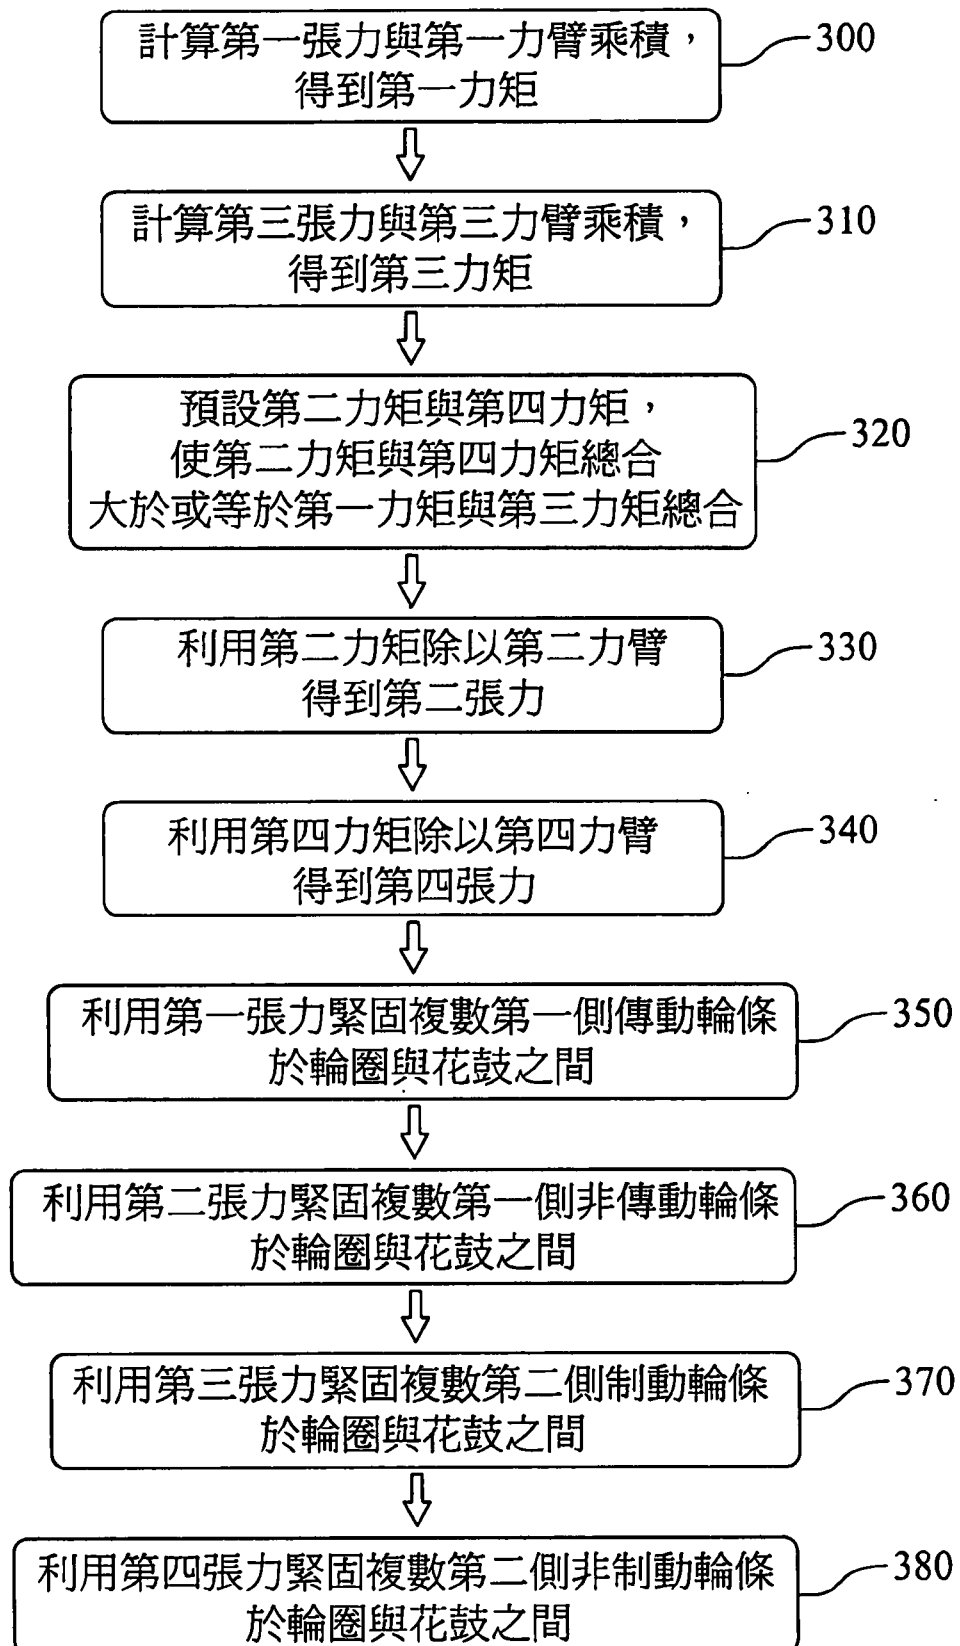 計算第一張力與第一力臂乘積，
得到第一力矩
300
計算第三張力與第三力臂乘積，
得到第三力矩
310
預設第二力矩與第四力矩，
使第二力矩與第四力矩總合
大於或等於第一力矩與第三力矩總合
320
利用第二力矩除以第二力臂
得到第二張力
330
利用第四力矩除以第四力臂
得到第四張力
340
利用第一張力緊固複數第一側傳動輪條
於輪圈與花鼓之間
350
利用第二張力緊固複數第一側非傳動輪條
於輪圈與花鼓之間
360
利用第三張力緊固複數第二側制動輪條
於輪圈與花鼓之間
370
利用第四張力緊固複數第二側非制動輪條
於輪圈與花鼓之間
380